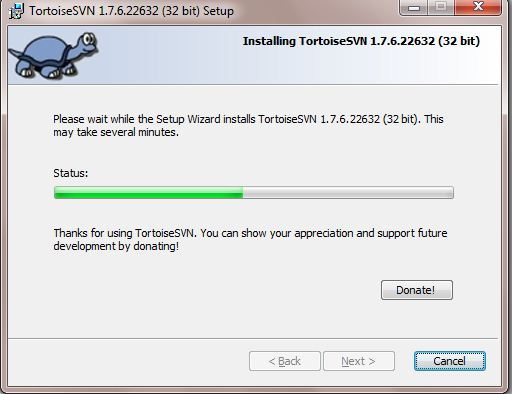 TortoiseSVN 1.7.6.22632 (32 bit) Setup
Installing TortoiseSVN 1.7.6.22632 (32 bit)
Please wait while the Setup Wizard installs TortoiseSVN 1.7.6.22632 (32 bit). This
may take several minutes.
Status:
Thanks for using TortoiseSVN. You can show your appreciation and support future
development by donating!
Donate!
< Back
Next >
Cancel